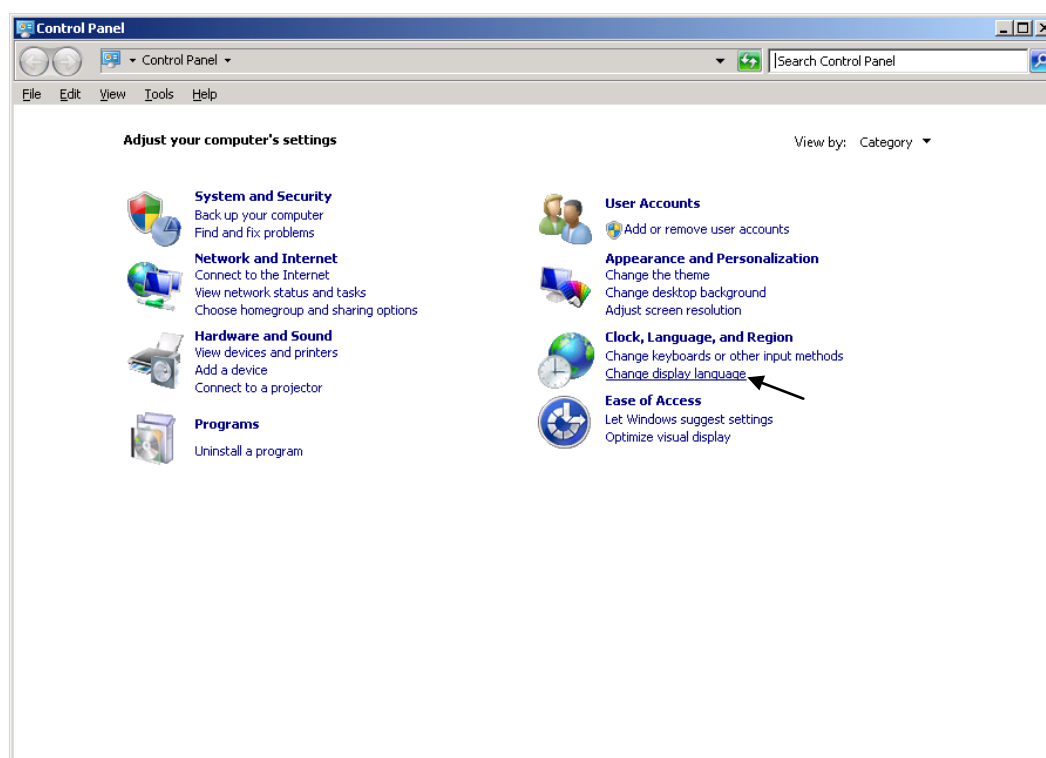 Control Panel
Control Panel
Search Control Panel
File Edit View Tools Help
Adjust your computer's settings
View by: Category
System and Security
Back up your computer
Find and fix problems
Network and Internet
Connect to the Internet
View network status and tasks
Choose homegroup and sharing options
Hardware and Sound
View devices and printers
Add a device
Connect to a projector
Programs
Uninstall a program
User Accounts
Add or remove user accounts
Appearance and Personalization
Change the theme
Change desktop background
Adjust screen resolution
Clock, Language, and Region
Change keyboards or other input methods
Change display language
Ease of Access
Let Windows suggest settings
Optimize visual display